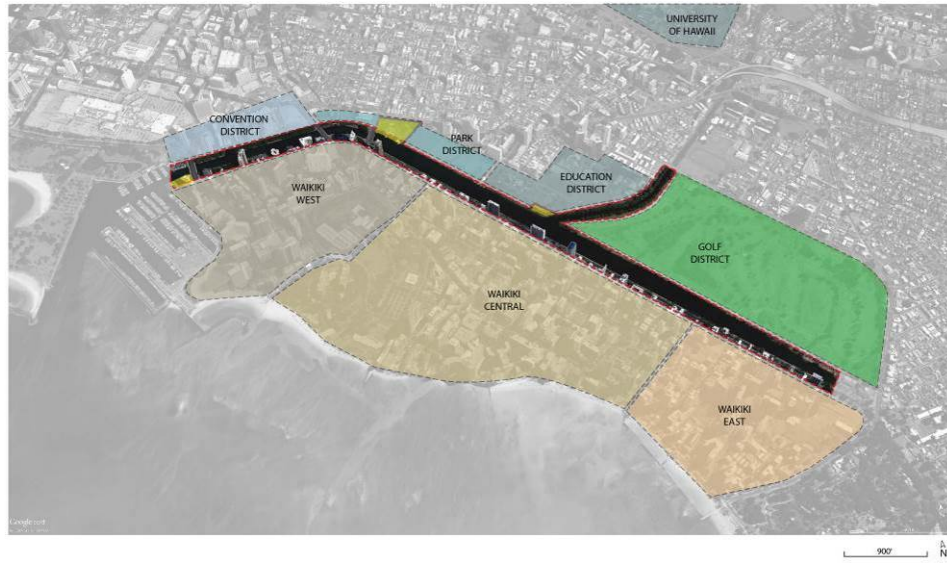 UNIVERSITY
OF HAWAII
CONVENTION
DISTRICT
PARK
DISTRICT
EDUCATION
DISTRICT
WAIKIKI
WEST
GOLF
DISTRICT
WAIKIKI
CENTRAL
WAIKIKI
EAST
900'
N